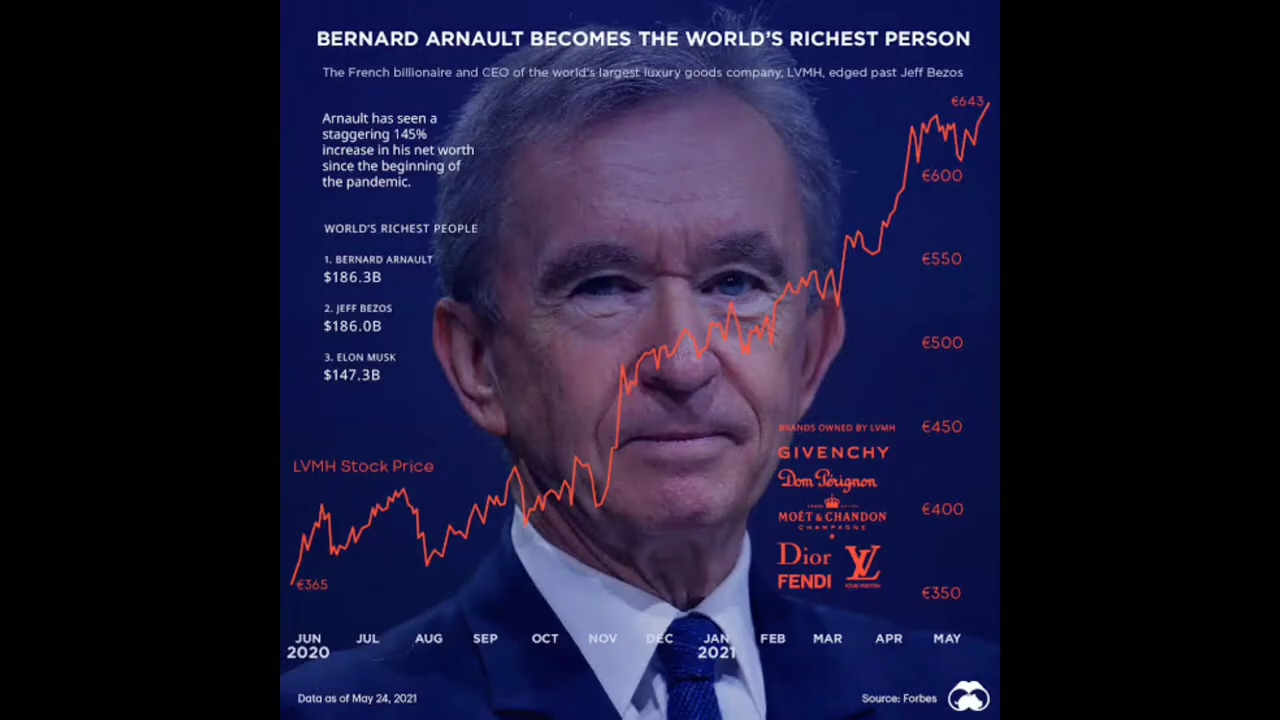 BERNARD ARNAULT BECOMES THE WORLD'S RICHEST PERSON
The French billionaire and CEO of the world's largest luxury goods company, LVMH, edged past Jeff Bezos
€643
Arnault has seen a
staggering 145%
increase in his net worth
since the beginning of
the pandemic.
€600
WORLD'S RICHEST PEOPLE
1. BERNARD ARNAULT
$186.3B
2. JEFF BEZOS
$186.0B
3. ELON MUSK
$147.3B
€550
€500
€450
BRANDS OWNED BY LVMH
GIVENCHY
Dom Pérignon
MOËT & CHANDON
CHAMPAGNE
Dior
LV
LOUIS VUITTON
FENDI
LVMH Stock Price
€365
€400
€350
JUN JUL AUG SEP OCT NOV DEC JAN FEB MAR APR MAY
2020 2021
Data as of May 24, 2021
Source: Forbes